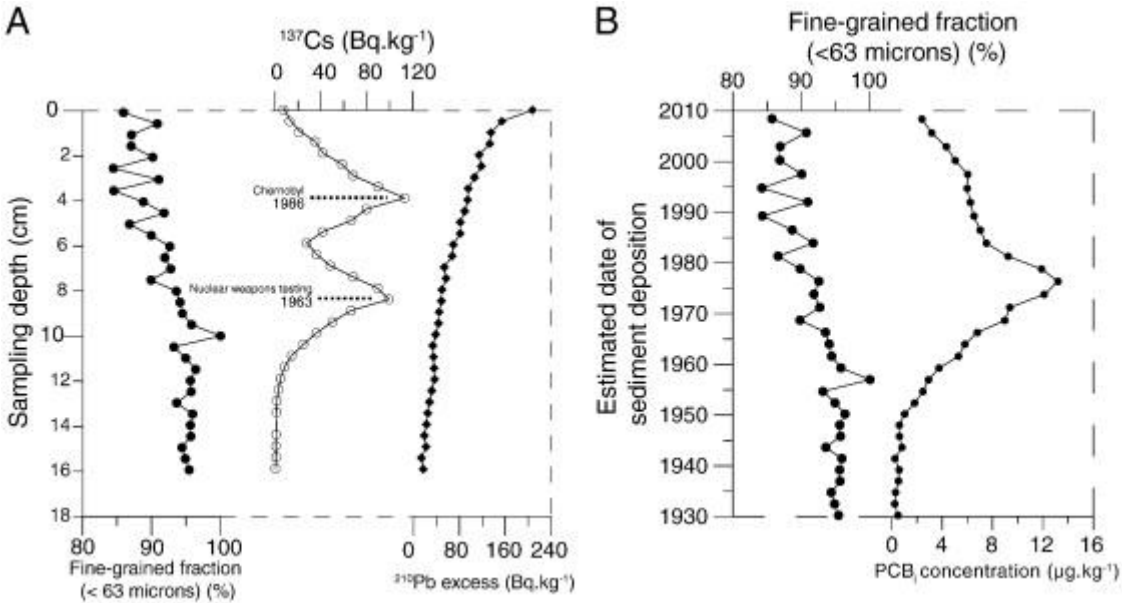 A
¹³⁷Cs (Bq.kg⁻¹)
0 40 80 120
Sampling depth (cm)
0
2
4
6
8
10
12
14
16
18
Chernobyl
1986
Nuclear weapons testing
1963
80 90 100
Fine-grained fraction
(< 63 microns) (%)
0 80 160 240
²¹⁰Pb excess (Bq.kg⁻¹)
B
Fine-grained fraction
(<63 microns) (%)
80 90 100
Estimated date of
sediment deposition
2010
2000
1990
1980
1970
1960
1950
1940
1930
0 4 8 12 16
PCBᵢ concentration (µg.kg⁻¹)